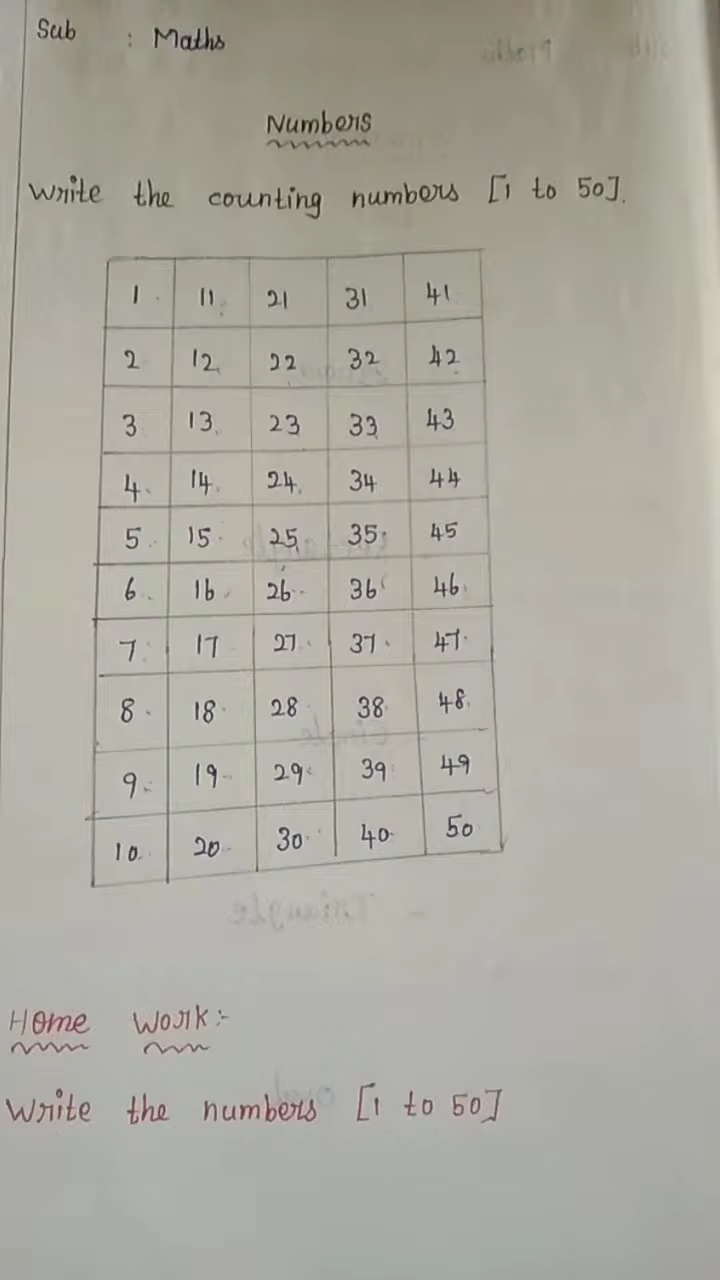 Sub : Maths
Numbers
Write the counting numbers [1 to 50].
1 11 21 31 41
2 12 22 32 42
3 13 23 33 43
4 14 24 34 44
5 15 25 35 45
6 16 26 36 46
7 17 27 37 47
8 18 28 38 48
9 19 29 39 49
10 20 30 40 50
Home Work:-
Write the numbers [1 to 50]